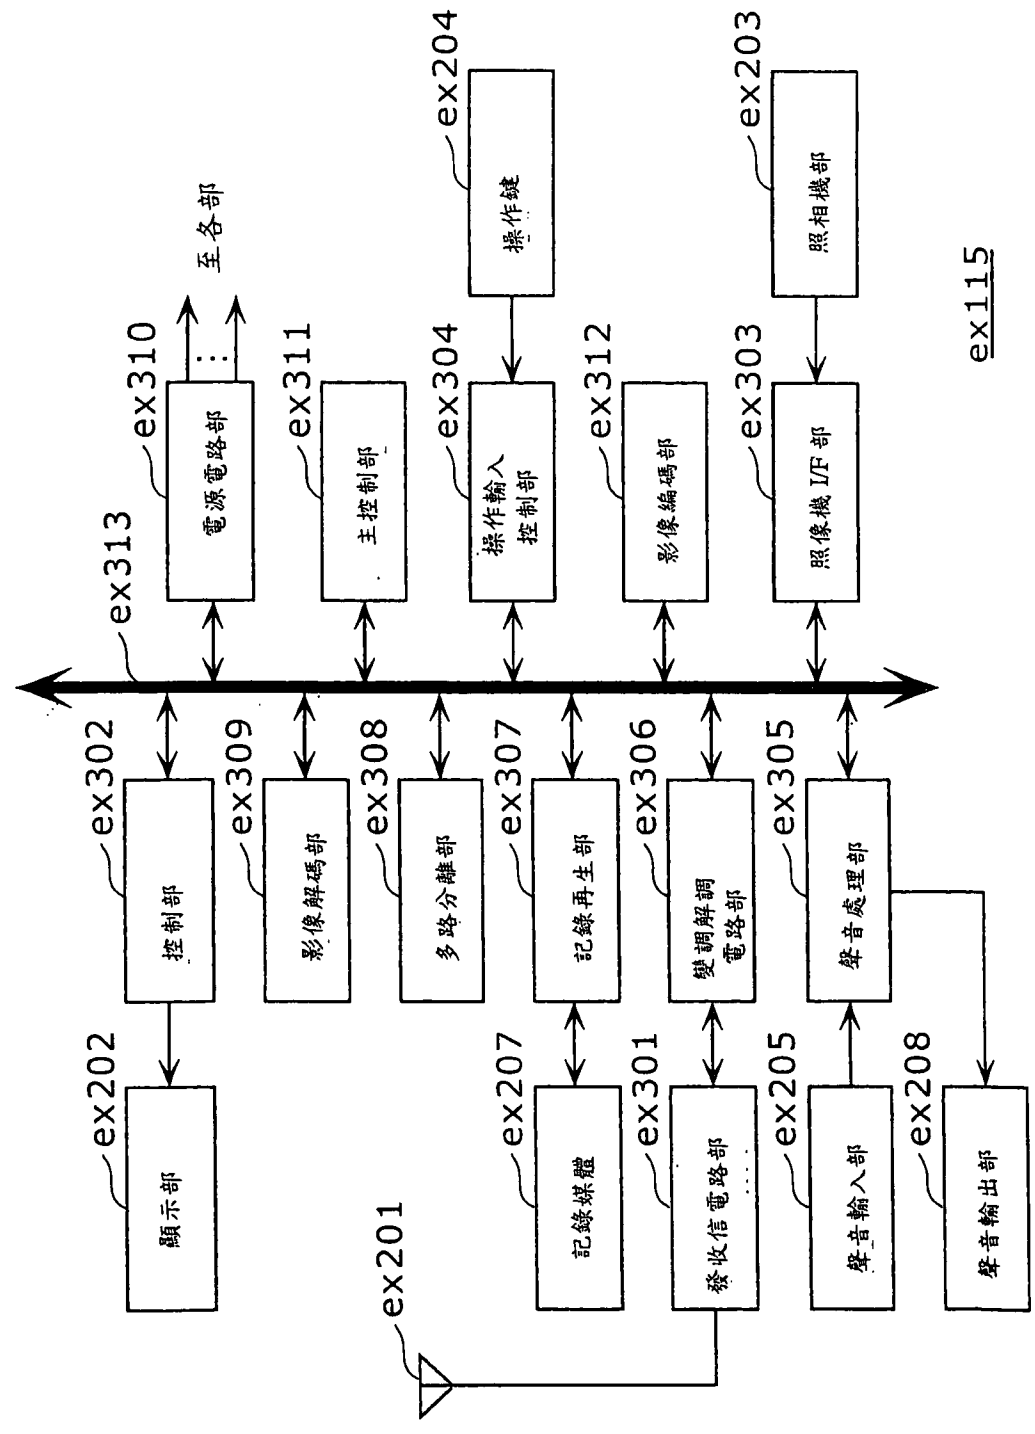 ex202
ex302
ex313
ex310
顯示部
控制部
電源電路部
至各部
ex309
ex311
影像解碼部
主控制部
ex308
ex201
ex304
ex204
多路分離部
操作輸入
控制部
操作鍵
ex207
ex307
ex312
記錄媒體
記錄再生部
影像編碼部
ex301
ex306
ex303
ex203
發收信電路部
變調解調
電路部
照像機 I/F 部
照相機部
ex205
ex305
聲音輸入部
聲音處理部
ex208
聲音輸出部
ex115